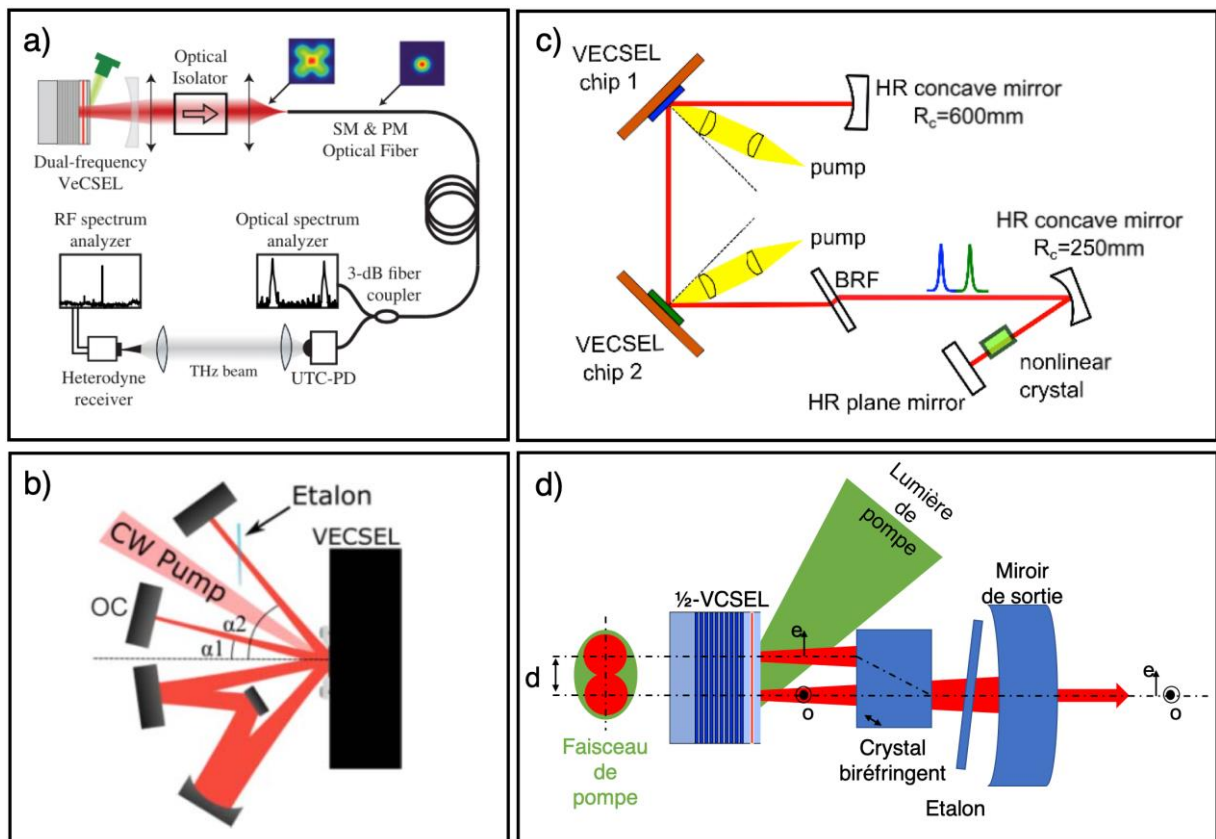 a)
Optical
Isolator
SM & PM
Optical Fiber
Dual-frequency
VeCSEL
RF spectrum
analyzer
Optical spectrum
analyzer
3-dB fiber
coupler
THz beam
UTC-PD
Heterodyne
receiver
c)
VECSEL
chip 1
HR concave mirror
Rc=600mm
pump
pump
HR concave mirror
Rc=250mm
BRF
VECSEL
chip 2
nonlinear
crystal
HR plane mirror
b)
Etalon
VECSEL
CW Pump
OC
α2
α1
d)
Lumière
de
pompe
Miroir
de sortie
½-VCSEL
e
d
e
o
o
Crystal
biréfringent
Faisceau
de
pompe
Etalon